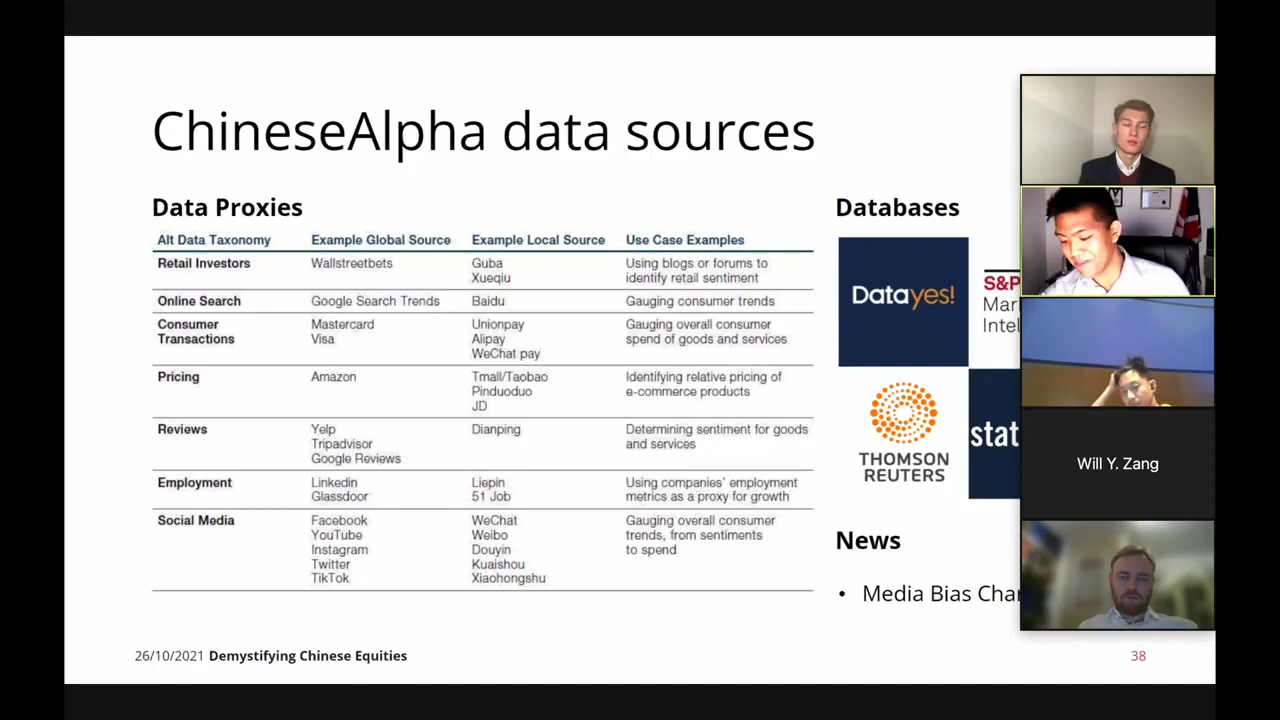 ChineseAlpha data sources
Data Proxies
Alt Data Taxonomy Example Global Source Example Local Source Use Case Examples
Retail Investors Wallstreetbets Guba Using blogs or forums to
Xueqiu identify retail sentiment
Online Search Google Search Trends Baidu Gauging consumer trends
Consumer Mastercard Unionpay Gauging overall consumer
Transactions Visa Alipay spend of goods and services
WeChat pay
Pricing Amazon Tmall/Taobao Identifying relative pricing of
Pinduoduo e-commerce products
JD
Reviews Yelp Dianping Determining sentiment for goods
Tripadvisor and services
Google Reviews
Employment Linkedin Liepin Using companies' employment
Glassdoor 51 Job metrics as a proxy for growth
Social Media Facebook WeChat Gauging overall consumer
YouTube Weibo trends, from sentiments
Instagram Douyin to spend
Twitter Kuaishou
TikTok Xiaohongshu
Databases
Datayes!
S&P
Mar
Intel
THOMSON
REUTERS
stat
News
• Media Bias Char
Will Y. Zang
26/10/2021 Demystifying Chinese Equities
38